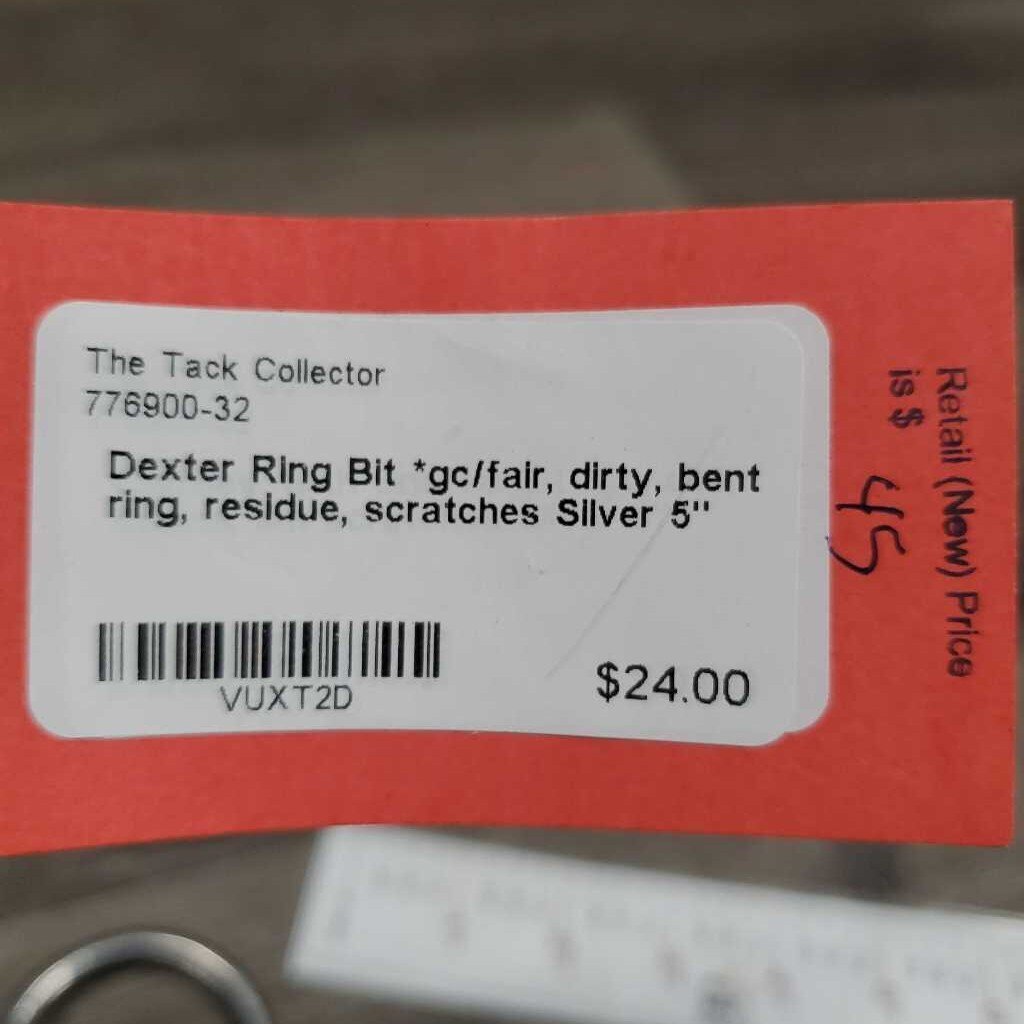 The Tack Collector
776900-32
Dexter Ring Bit *gc/fair, dirty, bent
ring, residue, scratches Silver 5"
VUXT2D
$24.00
Retail (New) Price
is $
45